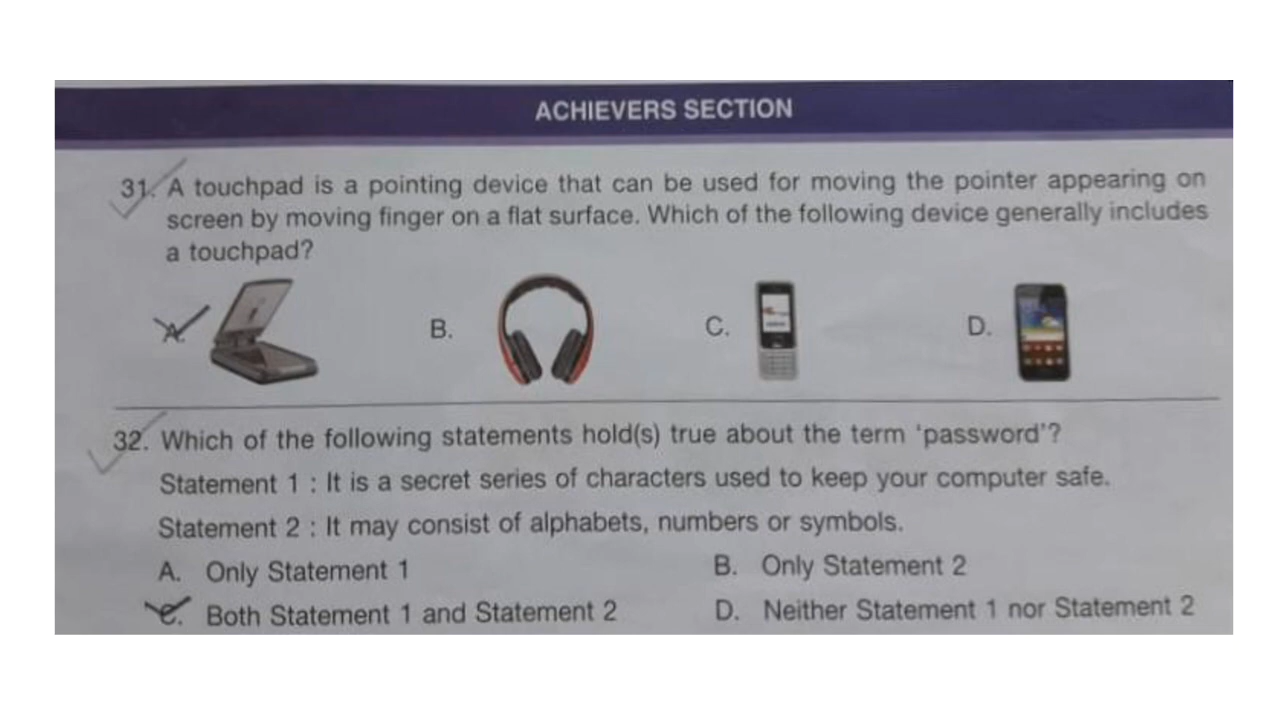 ACHIEVERS SECTION
31. A touchpad is a pointing device that can be used for moving the pointer appearing on
screen by moving finger on a flat surface. Which of the following device generally includes
a touchpad?
A. B. C. D.
32. Which of the following statements hold(s) true about the term ‘password’?
Statement 1 : It is a secret series of characters used to keep your computer safe.
Statement 2 : It may consist of alphabets, numbers or symbols.
A. Only Statement 1 B. Only Statement 2
C. Both Statement 1 and Statement 2 D. Neither Statement 1 nor Statement 2